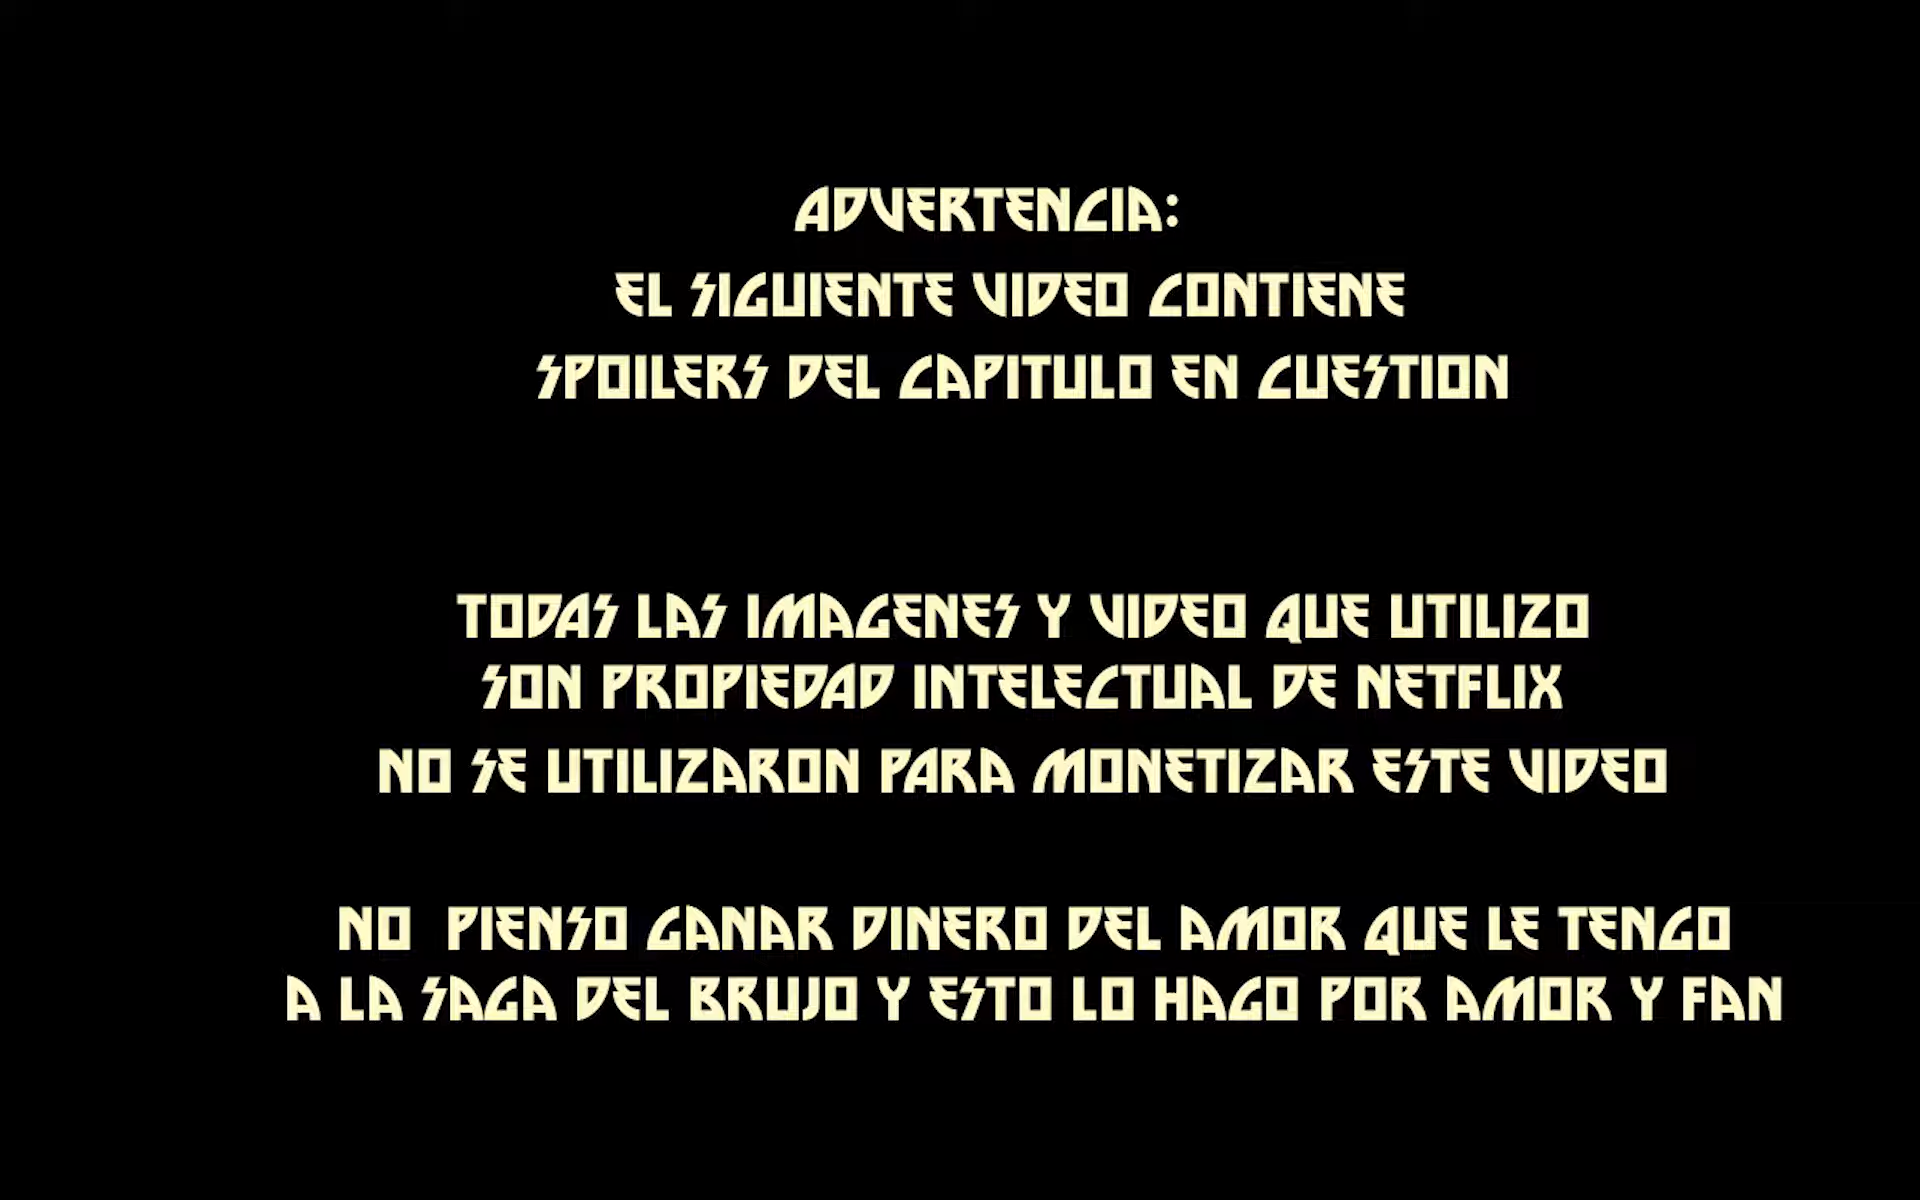 ADVERTENCIA:
EL SIGUIENTE VIDEO CONTIENE
SPOILERS DEL CAPITULO EN CUESTION
TODAS LAS IMAGENES Y VIDEO QUE UTILIZO
SON PROPIEDAD INTELECTUAL DE NETFLIX
NO SE UTILIZARON PARA MONETIZAR ESTE VIDEO
NO PIENSO GANAR DINERO DEL AMOR QUE LE TENGO
A LA SAGA DEL BRUJO Y ESTO LO HAGO POR AMOR Y FAN